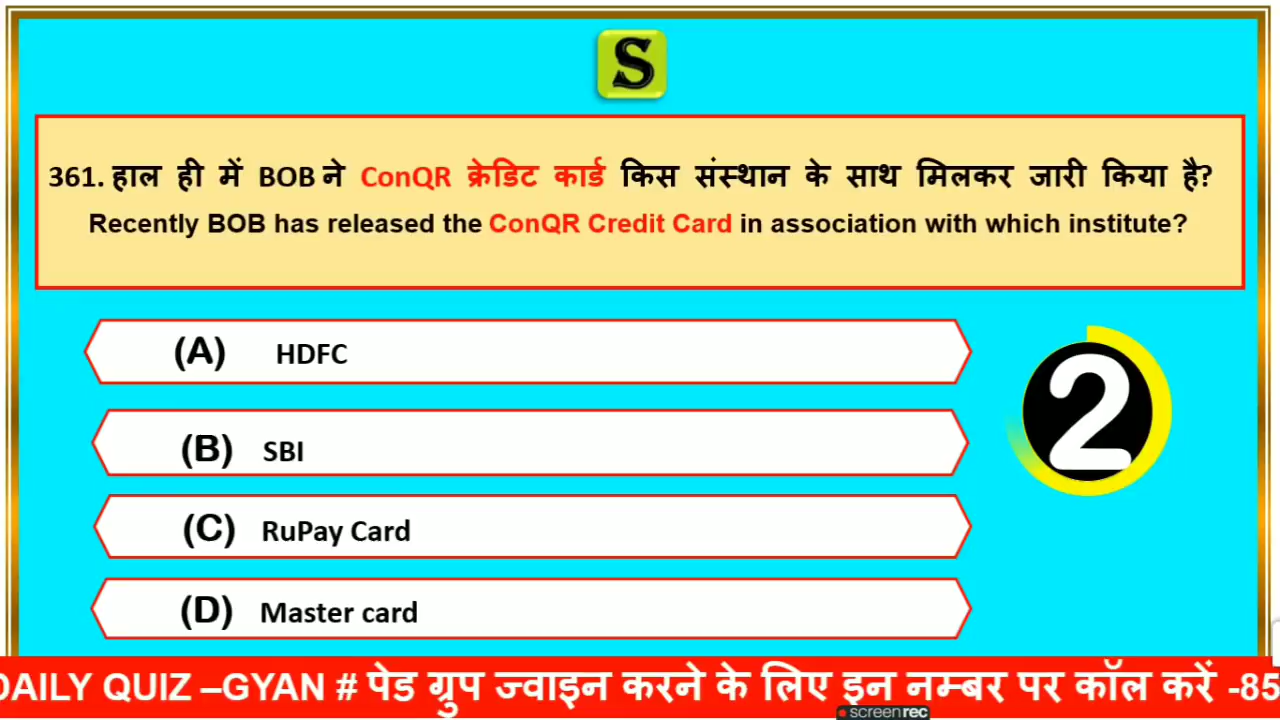 S
361. हाल ही में BOB ने ConQR क्रेडिट कार्ड किस संस्थान के साथ मिलकर जारी किया है?
Recently BOB has released the ConQR Credit Card in association with which institute?
(A) HDFC
2
(B) SBI
(C) RuPay Card
(D) Master card
DAILY QUIZ –GYAN # पेड ग्रुप ज्वाइन करने के लिए इन नम्बर पर कॉल करें -85
screenrec